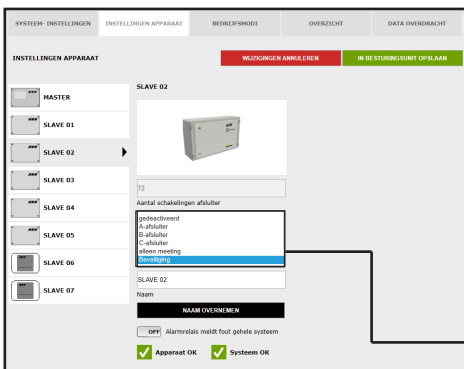 SYSTEEM- INSTELLINGEN
INSTELLINGEN APPARAAT
BEDRIJFSMODI
OVERZICHT
DATA OVERDRACHT
INSTELLINGEN APPARAAT
WIJZIGINGEN ANNULEREN
IN BESTURINGSUNIT OPSLAAN
MASTER
SLAVE 01
SLAVE 02
SLAVE 03
SLAVE 04
SLAVE 05
SLAVE 06
SLAVE 07
SLAVE 02
72
Aantal schakelingen afsluiter
gedeactiveerd
A-afsluiter
B-afsluiter
C-afsluiter
alleen meeting
Beveiliging
SLAVE 02
Naam
NAAM OVERNEMEN
OFF Alarmrelais meldt fout gehele systeem
Apparaat OK
Systeem OK